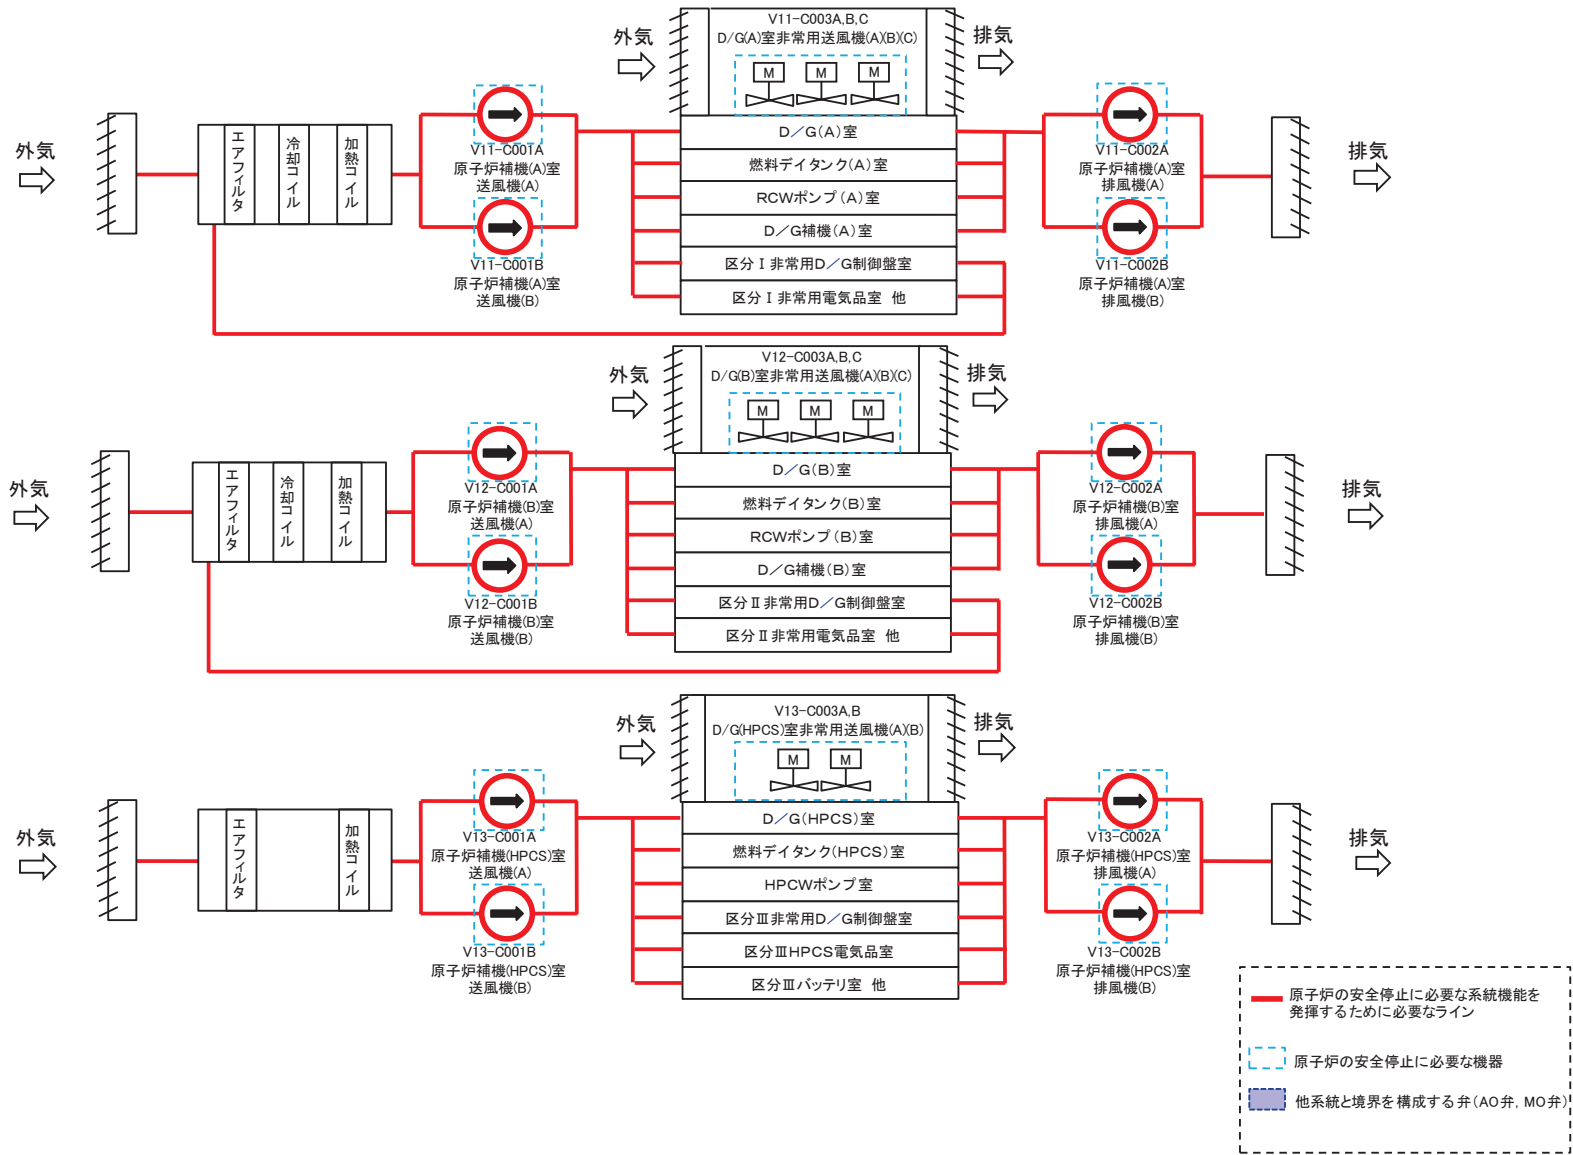 V11-C003A,B,C
D/G(A)室非常用送風機(A)(B)(C)
外気
排気
M
M
M
外気
エアフィルタ
冷却コイル
加熱コイル
V11-C001A
原子炉補機(A)室
送風機(A)
V11-C001B
原子炉補機(A)室
送風機(B)
D/G(A)室
燃料デイタンク(A)室
RCWポンプ(A)室
D/G補機(A)室
区分Ⅰ非常用D/G制御盤室
区分Ⅰ非常用電気品室 他
V11-C002A
原子炉補機(A)室
排風機(A)
V11-C002B
原子炉補機(A)室
排風機(B)
排気
V12-C003A,B,C
D/G(B)室非常用送風機(A)(B)(C)
外気
排気
M
M
M
外気
エアフィルタ
冷却コイル
加熱コイル
V12-C001A
原子炉補機(B)室
送風機(A)
V12-C001B
原子炉補機(B)室
送風機(B)
D/G(B)室
燃料デイタンク(B)室
RCWポンプ(B)室
D/G補機(B)室
区分Ⅱ非常用D/G制御盤室
区分Ⅱ非常用電気品室 他
V12-C002A
原子炉補機(B)室
排風機(A)
V12-C002B
原子炉補機(B)室
排風機(B)
排気
V13-C003A,B
D/G(HPCS)室非常用送風機(A)(B)
外気
排気
M
M
外気
エアフィルタ
加熱コイル
V13-C001A
原子炉補機(HPCS)室
送風機(A)
V13-C001B
原子炉補機(HPCS)室
送風機(B)
D/G(HPCS)室
燃料デイタンク(HPCS)室
HPCWポンプ室
区分Ⅲ非常用D/G制御盤室
区分ⅢHPCS電気品室
区分Ⅲバッテリ室 他
V13-C002A
原子炉補機(HPCS)室
排風機(A)
V13-C002B
原子炉補機(HPCS)室
排風機(B)
排気
原子炉の安全停止に必要な系統機能を
発揮するために必要なライン
原子炉の安全停止に必要な機器
他系統と境界を構成する弁(AO弁, MO弁)